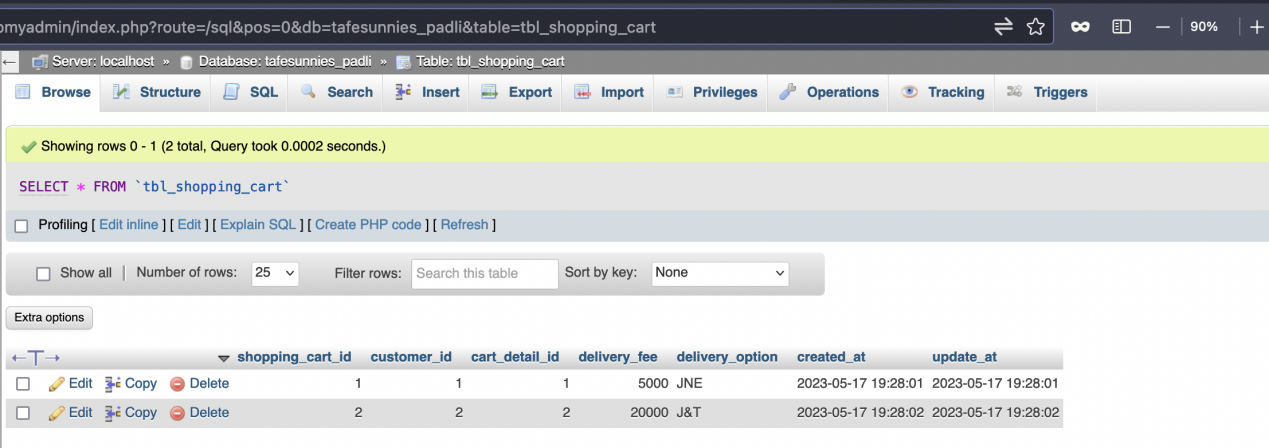 omyadmin/index.php?route=/sql&pos=0&db=tafesunnies_padli&table=tbl_shopping_cart 90%
Server: localhost » Database: tafesunnies_padli » Table: tbl_shopping_cart
Browse Structure SQL Search Insert Export Import Privileges Operations Tracking Triggers
Showing rows 0 - 1 (2 total, Query took 0.0002 seconds.)
SELECT * FROM `tbl_shopping_cart`
Profiling [ Edit inline ] [ Edit ] [ Explain SQL ] [ Create PHP code ] [ Refresh ]
Show all | Number of rows: 25 Filter rows: Search this table Sort by key: None
Extra options
←T→ shopping_cart_id customer_id cart_detail_id delivery_fee delivery_option created_at update_at
Edit Copy Delete 1 1 1 5000 JNE 2023-05-17 19:28:01 2023-05-17 19:28:01
Edit Copy Delete 2 2 2 20000 J&T 2023-05-17 19:28:02 2023-05-17 19:28:02